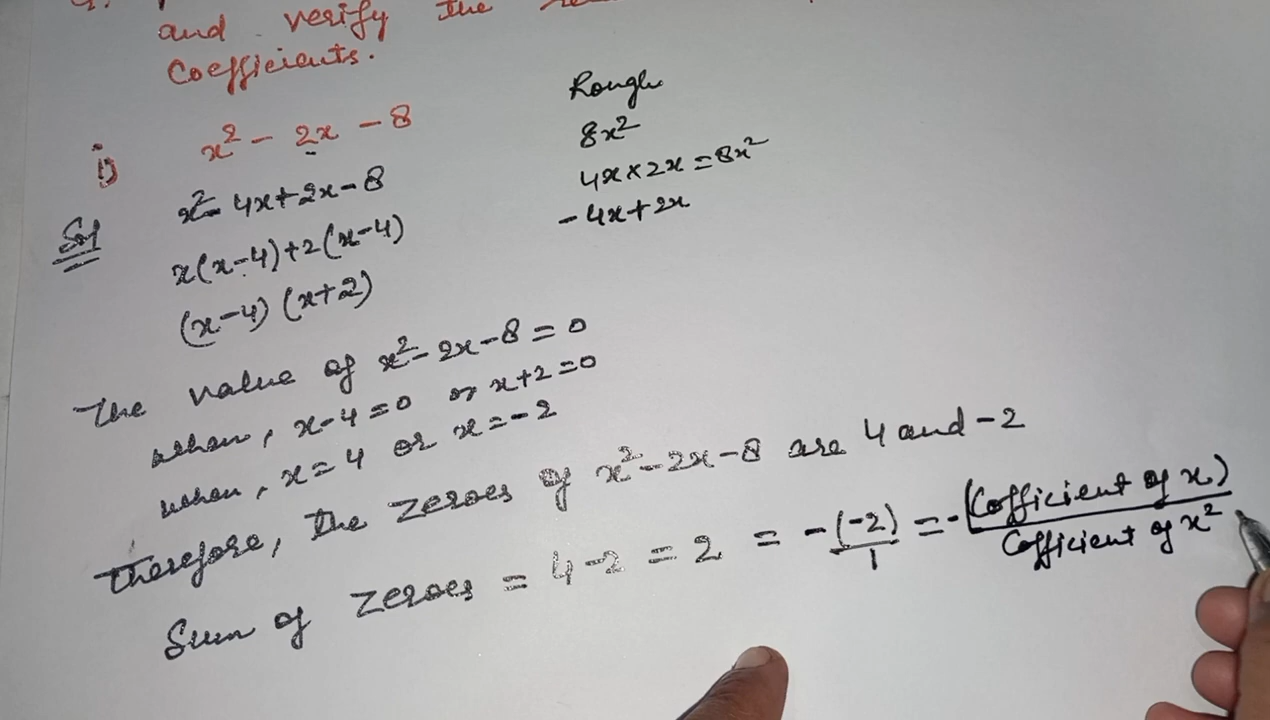 and verify the
Coefficients.
i) x² - 2x - 8
Sol x² - 4x + 2x - 8
x(x-4)+2(x-4)
(x-4) (x+2)
Rough
8x²
4x × 2x = 8x²
- 4x + 2x
The value of x² - 2x - 8 = 0
when, x - 4 = 0 or x + 2 = 0
when, x = 4 or x = - 2
Therefore, the zeroes of x² - 2x - 8 are 4 and - 2
Sum of zeroes = 4 - 2 = 2 = -(-2)/1 = -(Cofficient of x)/Cofficient of x²